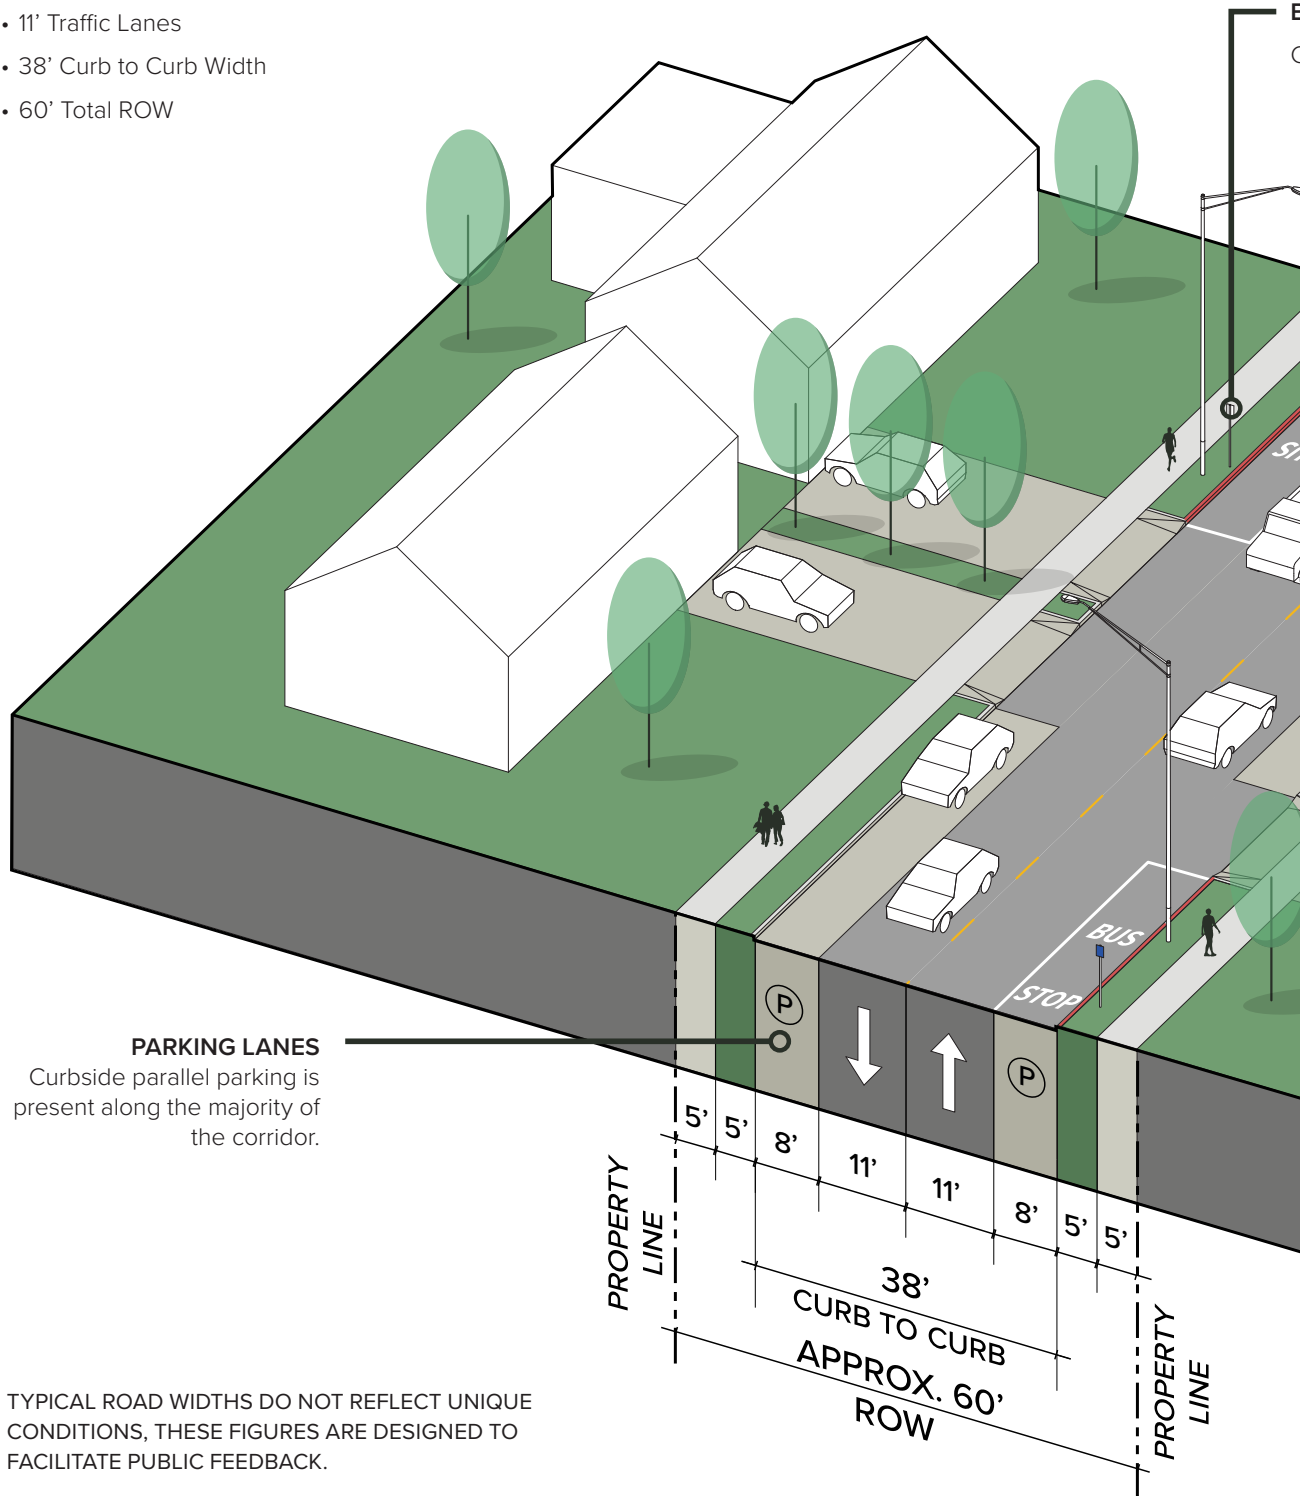 • 11’ Traffic Lanes
• 38’ Curb to Curb Width
• 60’ Total ROW
BUS
STOP
P
P
PARKING LANES
Curbside parallel parking is
present along the majority of
the corridor.
5’
5’
8’
11’
11’
8’
5’
5’
PROPERTY
LINE
38’
CURB TO CURB
APPROX. 60’
ROW
PROPERTY
LINE
TYPICAL ROAD WIDTHS DO NOT REFLECT UNIQUE
CONDITIONS, THESE FIGURES ARE DESIGNED TO
FACILITATE PUBLIC FEEDBACK.